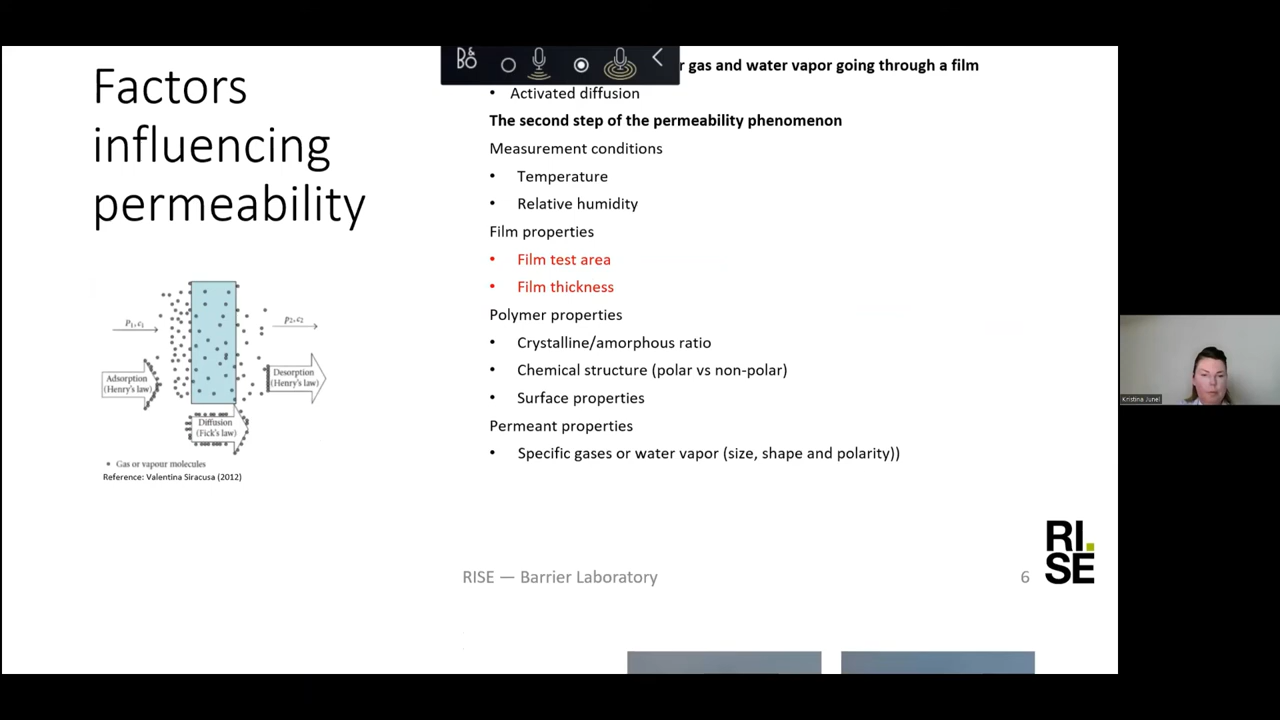 Factors
influencing
permeability
B&O
r gas and water vapor going through a film
• Activated diffusion
The second step of the permeability phenomenon
Measurement conditions
• Temperature
• Relative humidity
Film properties
• Film test area
• Film thickness
Polymer properties
• Crystalline/amorphous ratio
• Chemical structure (polar vs non-polar)
• Surface properties
Permeant properties
• Specific gases or water vapor (size, shape and polarity))
P₁,c₁
P₂,c₂
Adsorption
(Henry's law)
Desorption
(Henry's law)
Diffusion
(Fick's law)
• Gas or vapour molecules
Reference: Valentina Siracusa (2012)
RISE — Barrier Laboratory
6
RI.
SE
Kristina Junel